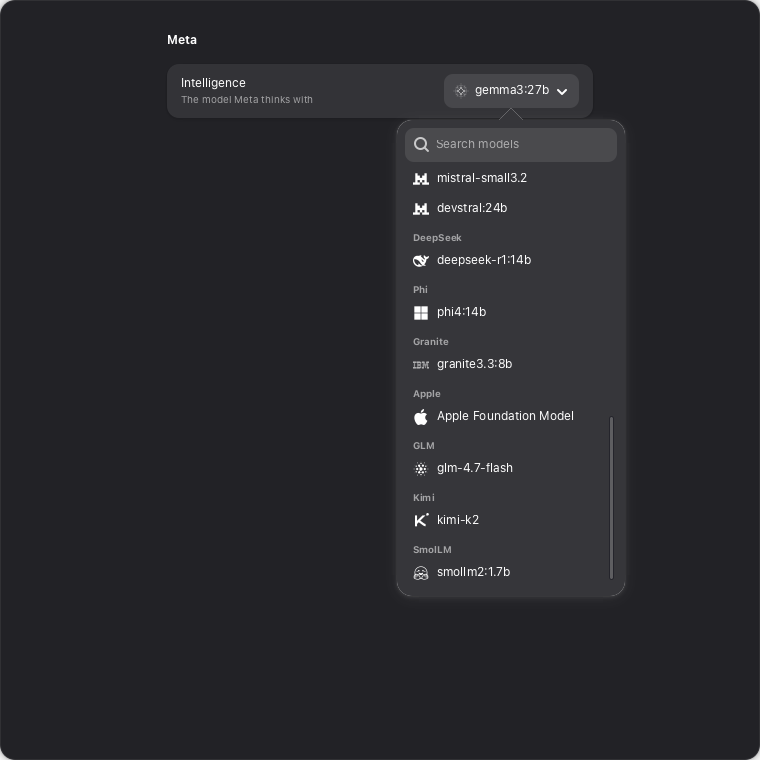 Meta
Intelligence
The model Meta thinks with
gemma3:27b
Search models
mistral-small3.2
devstral:24b
DeepSeek
deepseek-r1:14b
Phi
phi4:14b
Granite
IBM granite3.3:8b
Apple
Apple Foundation Model
GLM
glm-4.7-flash
Kimi
kimi-k2
SmolLM
smollm2:1.7b